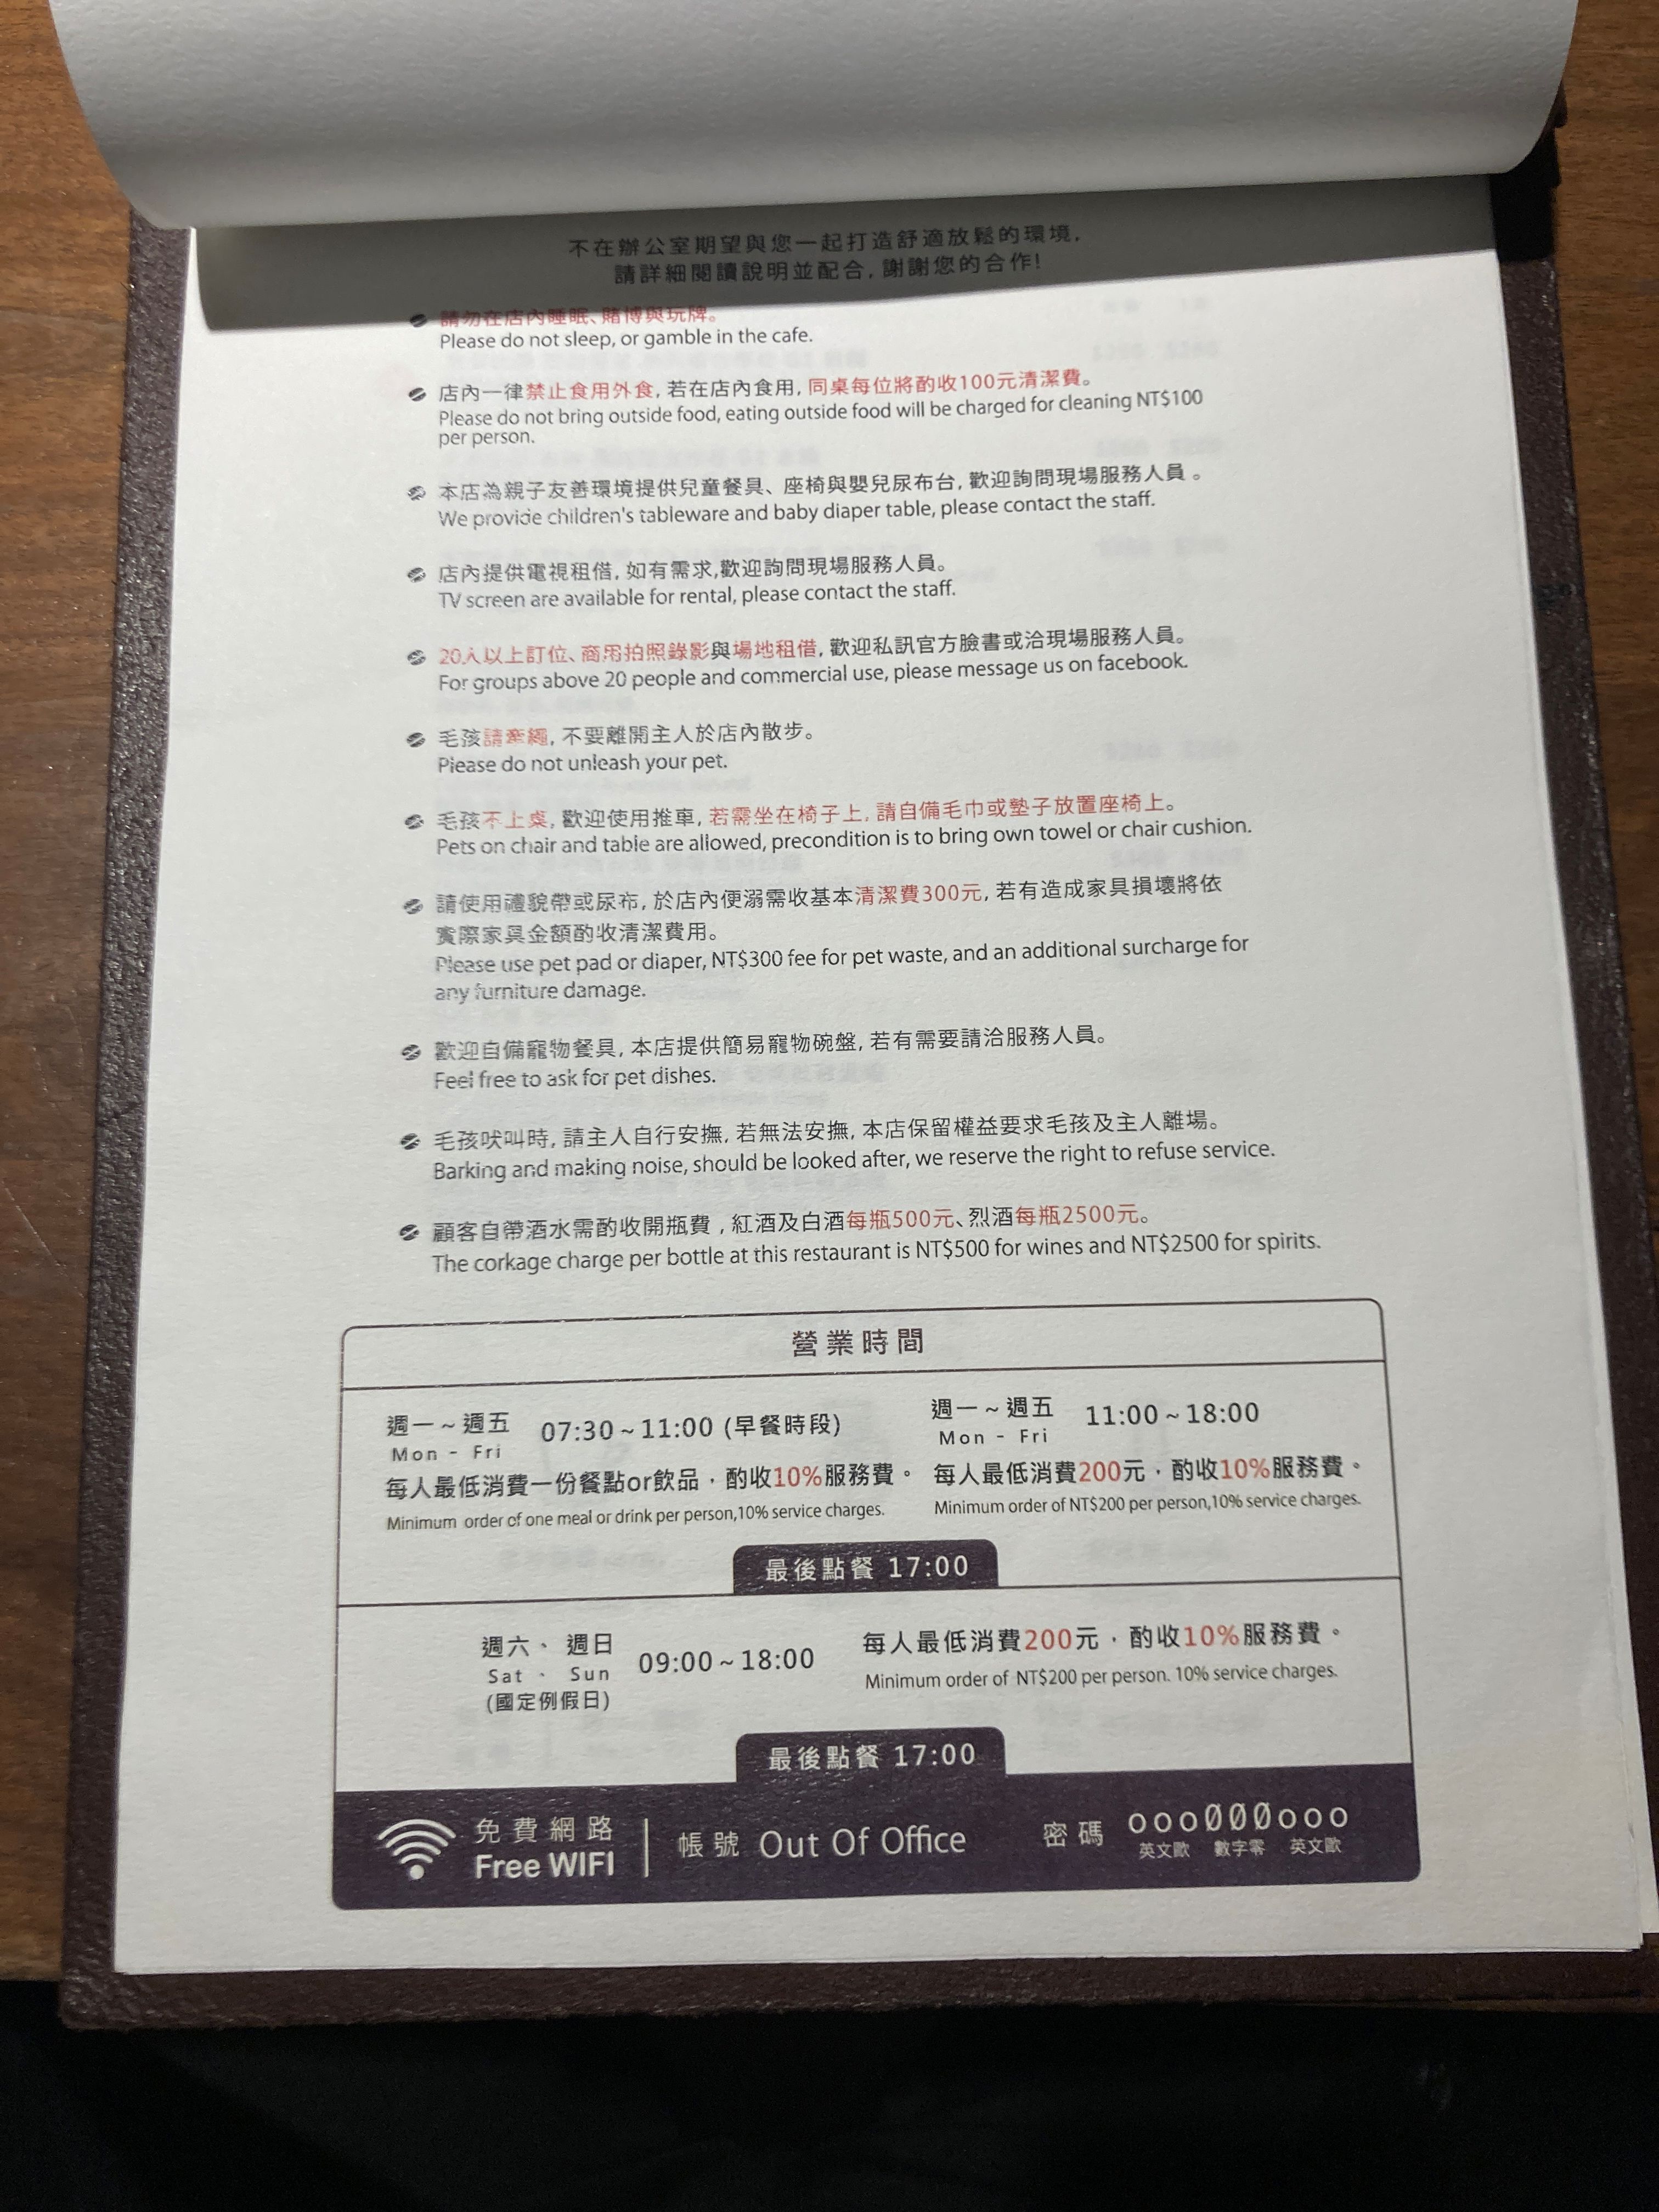 不在辦公室期望與您一起打造舒適放鬆的環境,
請詳細閱讀說明並配合, 謝謝您的合作!
請勿在店內睡眠、賭博與玩牌。
Please do not sleep, or gamble in the cafe.
店內一律禁止食用外食, 若在店內食用, 同桌每位將酌收100元清潔費。
Please do not bring outside food, eating outside food will be charged for cleaning NT$100
per person.
本店為親子友善環境提供兒童餐具、座椅與嬰兒尿布台, 歡迎詢問現場服務人員。
We provide children's tableware and baby diaper table, please contact the staff.
店內提供電視租借, 如有需求,歡迎詢問現場服務人員。
TV screen are available for rental, please contact the staff.
20人以上訂位、商用拍照錄影與場地租借, 歡迎私訊官方臉書或洽現場服務人員。
For groups above 20 people and commercial use, please message us on facebook.
毛孩請牽繩, 不要離開主人於店內散步。
Please do not unleash your pet.
毛孩不上桌, 歡迎使用推車, 若需坐在椅子上, 請自備毛巾或墊子放置座椅上。
Pets on chair and table are allowed, precondition is to bring own towel or chair cushion.
請使用禮貌帶或尿布, 於店內便溺需收基本清潔費300元, 若有造成家具損壞將依
實際家具金額酌收清潔費用。
Please use pet pad or diaper, NT$300 fee for pet waste, and an additional surcharge for
any furniture damage.
歡迎自備寵物餐具, 本店提供簡易寵物碗盤, 若有需要請洽服務人員。
Feel free to ask for pet dishes.
毛孩吠叫時, 請主人自行安撫, 若無法安撫, 本店保留權益要求毛孩及主人離場。
Barking and making noise, should be looked after, we reserve the right to refuse service.
顧客自帶酒水需酌收開瓶費 , 紅酒及白酒每瓶500元、烈酒每瓶2500元。
The corkage charge per bottle at this restaurant is NT$500 for wines and NT$2500 for spirits.
營業時間
週一 ~ 週五 07:30 ~ 11:00 (早餐時段)
Mon - Fri
每人最低消費一份餐點or飲品，酌收10%服務費。
Minimum order of one meal or drink per person,10% service charges.
週一 ~ 週五 11:00 ~ 18:00
Mon - Fri
每人最低消費200元，酌收10%服務費。
Minimum order of NT$200 per person,10% service charges.
最後點餐 17:00
週六、週日 09:00 ~ 18:00
Sat 、 Sun
(國定例假日)
每人最低消費200元，酌收10%服務費。
Minimum order of NT$200 per person. 10% service charges.
最後點餐 17:00
免費網路
Free WIFI
帳號 Out Of Office
密碼 ooo000ooo
英文歐 數字零 英文歐